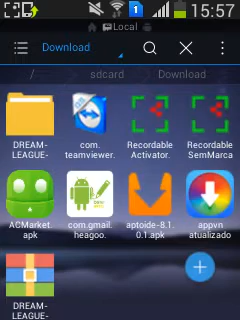 1 15:57
Local
Download
/ sdcard Download
DREAM-
LEAGUE-
com.
teamviewer.
Recordable
Activator.
Recordable
SemMarca
ACMarket.
apk
com.gmail.
heagoo.
aptoide-8.1.
0.1.apk
appvn
atualizado
DREAM-
LEAGUE-